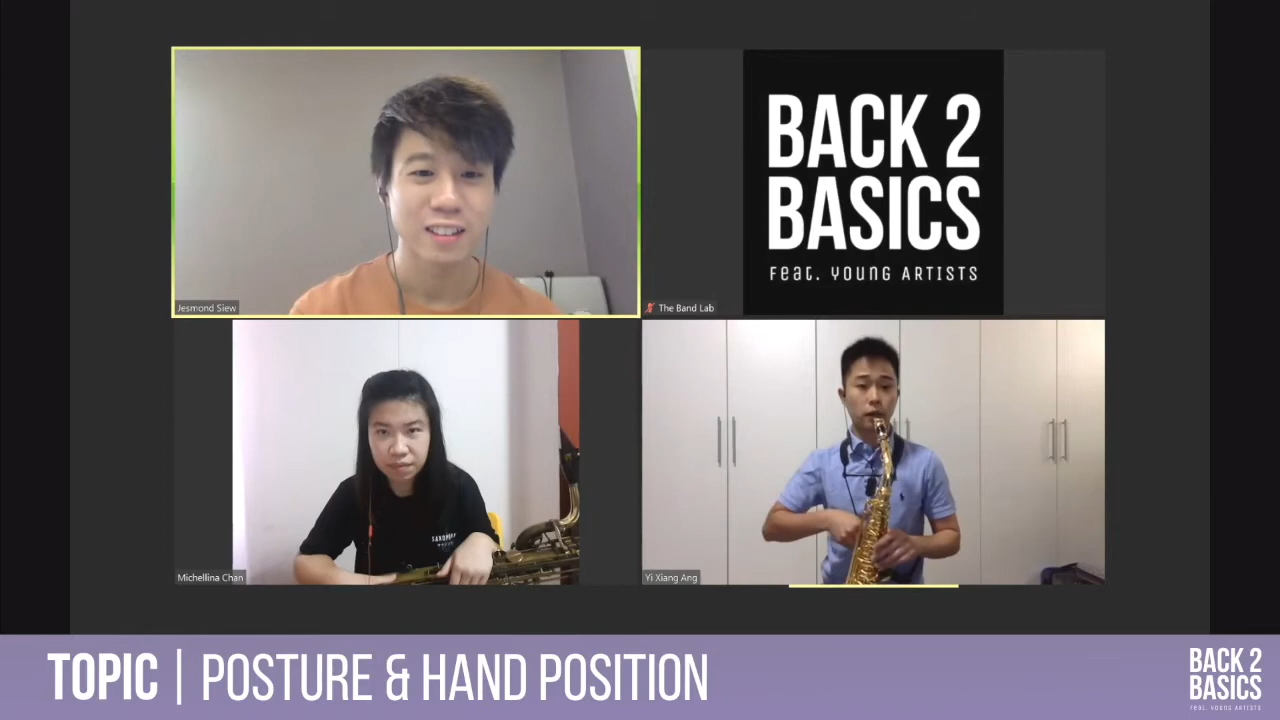 Jesmond Siew
BACK 2
BASICS
Feat. YOUNG ARTISTS
The Band Lab
Michellina Chan
Yi Xiang Ang
TOPIC | POSTURE & HAND POSITION
BACK 2
BASICS
Feat. YOUNG ARTISTS